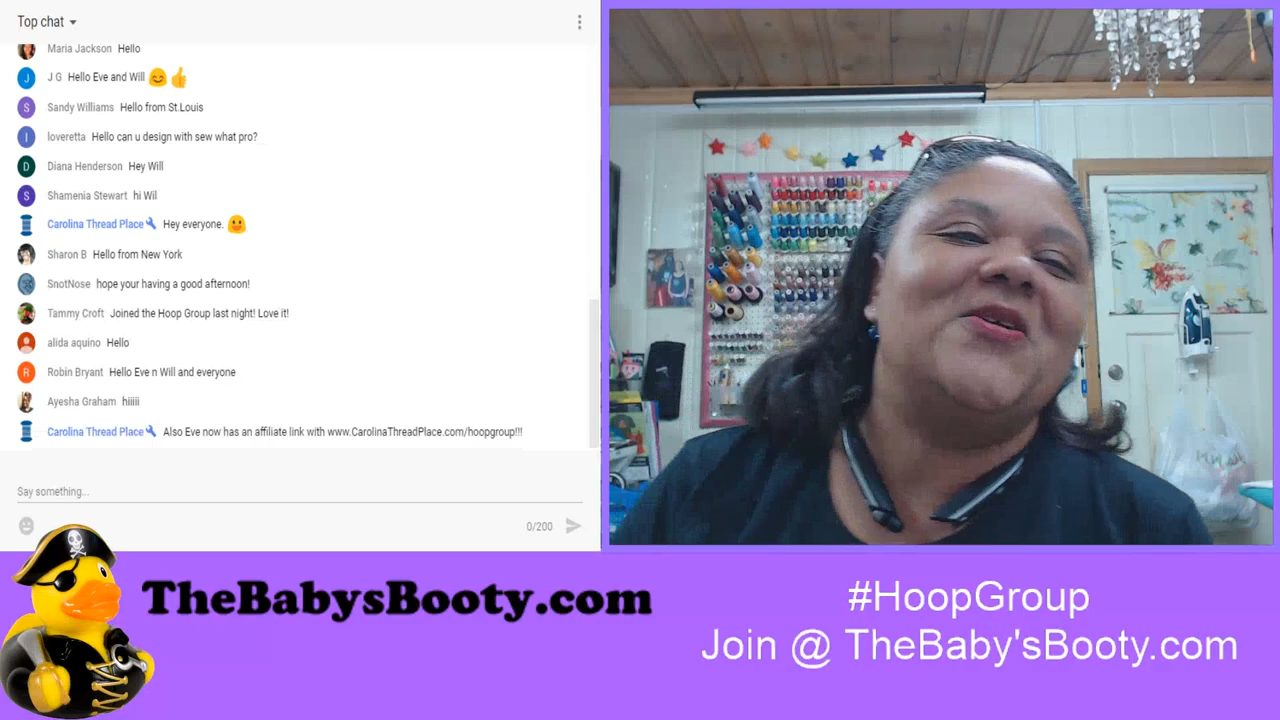 Top chat
Maria Jackson Hello
J G Hello Eve and Will 😊👍
Sandy Williams Hello from St.Louis
loveretta Hello can u design with sew what pro?
Diana Henderson Hey Will
Shamenia Stewart hi Wil
Carolina Thread Place Hey everyone. 😛
Sharon B Hello from New York
SnotNose hope your having a good afternoon!
Tammy Croft Joined the Hoop Group last night! Love it!
alida aquino Hello
Robin Bryant Hello Eve n Will and everyone
Ayesha Graham hiiiii
Carolina Thread Place Also Eve now has an affiliate link with www.CarolinaThreadPlace.com/hoopgroup!!!
Say something...
0/200
TheBabysBooty.com
#HoopGroup
Join @ TheBaby'sBooty.com